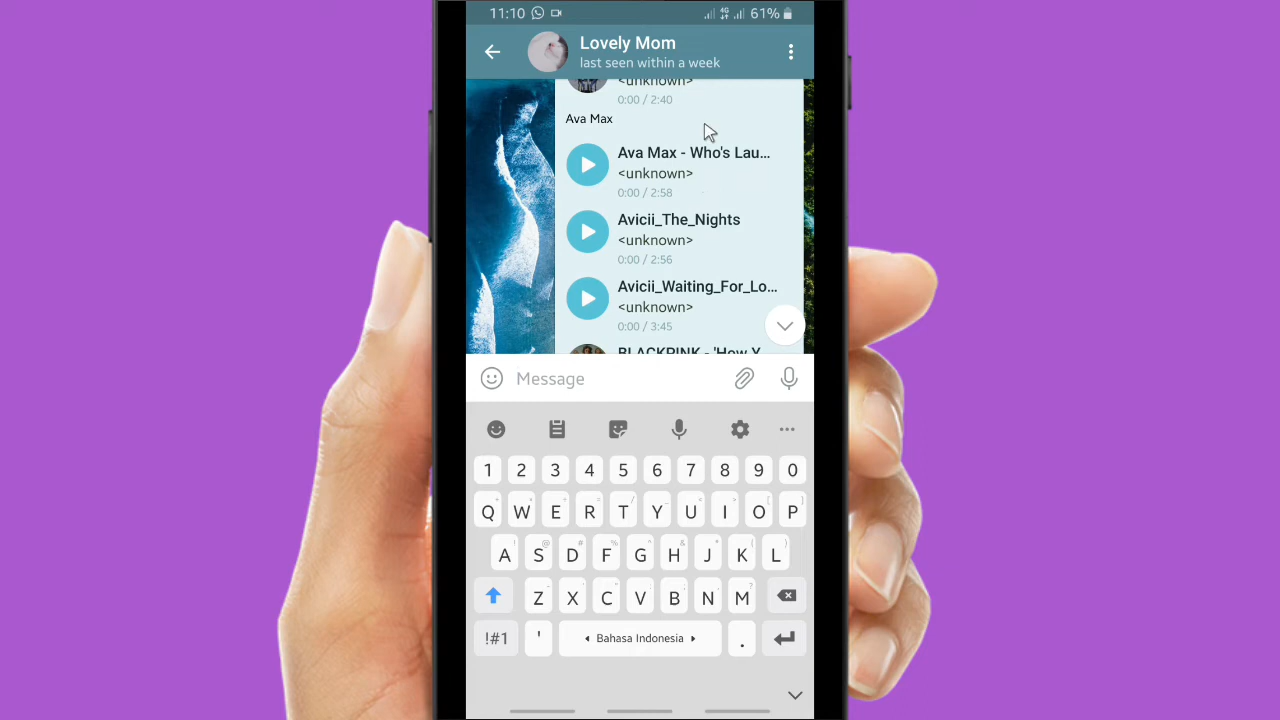 11:10 4G 61%
Lovely Mom
last seen within a week
<unknown>
0:00 / 2:40
Ava Max
Ava Max - Who's Lau...
<unknown>
0:00 / 2:58
Avicii_The_Nights
<unknown>
0:00 / 2:56
Avicii_Waiting_For_Lo...
<unknown>
0:00 / 3:45
BLACKPINK - 'How Y
Message
1 2 3 4 5 6 7 8 9 0
Q W E R T Y U I O P
A S D F G H J K L
Z X C V B N M
!#1 ' Bahasa Indonesia .